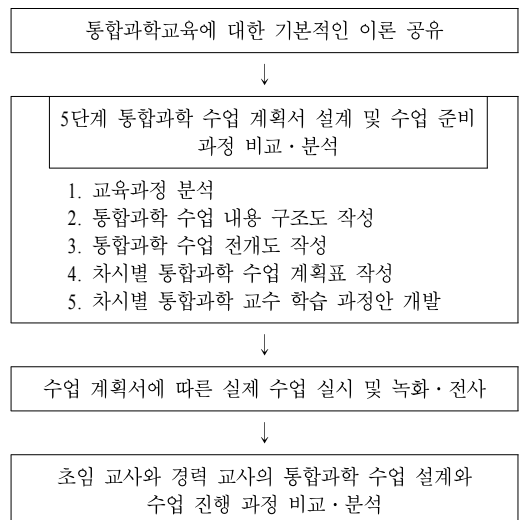 통합과학교육에 대한 기본적인 이론 공유
↓
5단계 통합과학 수업 계획서 설계 및 수업 준비
과정 비교·분석
1. 교육과정 분석
2. 통합과학 수업 내용 구조도 작성
3. 통합과학 수업 전개도 작성
4. 차시별 통합과학 수업 계획표 작성
5. 차시별 통합과학 교수 학습 과정안 개발
↓
수업 계획서에 따른 실제 수업 실시 및 녹화·전사
↓
초임 교사와 경력 교사의 통합과학 수업 설계와
수업 진행 과정 비교·분석